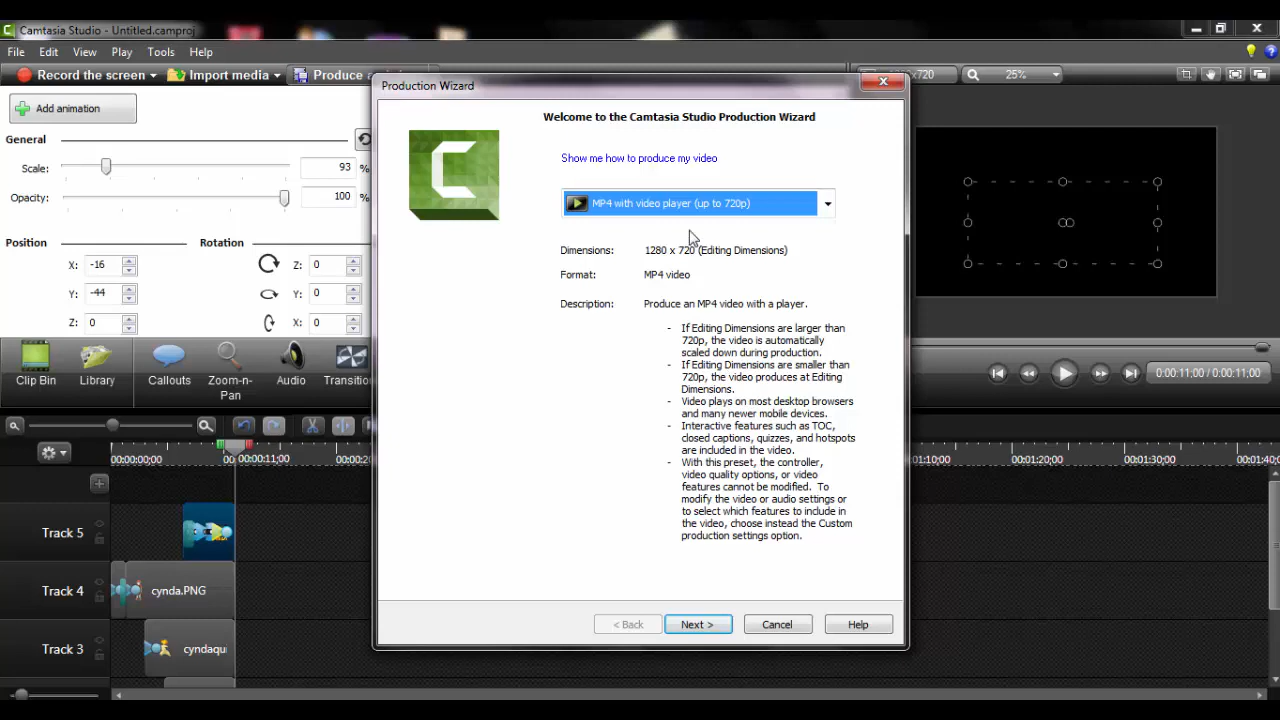 Camtasia Studio - Untitled.camproj
File Edit View Play Tools Help
Record the screen Import media Produce a
1280x720 25%
Add animation
General
Scale: 93 %
Opacity: 100 %
Position Rotation
X: -16 Z: 0
Y: -44 Y: 0
Z: 0 X: 0
Clip Bin Library Callouts Zoom-n-Pan Audio Transitio
Production Wizard
Welcome to the Camtasia Studio Production Wizard
Show me how to produce my video
MP4 with video player (up to 720p)
Dimensions: 1280 x 720 (Editing Dimensions)
Format: MP4 video
Description: Produce an MP4 video with a player.
- If Editing Dimensions are larger than
720p, the video is automatically
scaled down during production.
- If Editing Dimensions are smaller than
720p, the video produces at Editing
Dimensions.
- Video plays on most desktop browsers
and many newer mobile devices.
- Interactive features such as TOC,
closed captions, quizzes, and hotspots
are included in the video.
- With this preset, the controller,
video quality options, or video
features cannot be modified. To
modify the video or audio settings or
to select which features to include in
the video, choose instead the Custom
production settings option.
< Back Next > Cancel Help
0:00:11;00 / 0:00:11;00
00:00:00;00 00 00:00:11;00 00:00:20 :01:10;00 00:01:20;00 00:01:30;00 00:01:40;0
Track 5
Track 4 cynda.PNG
Track 3 cyndaqui